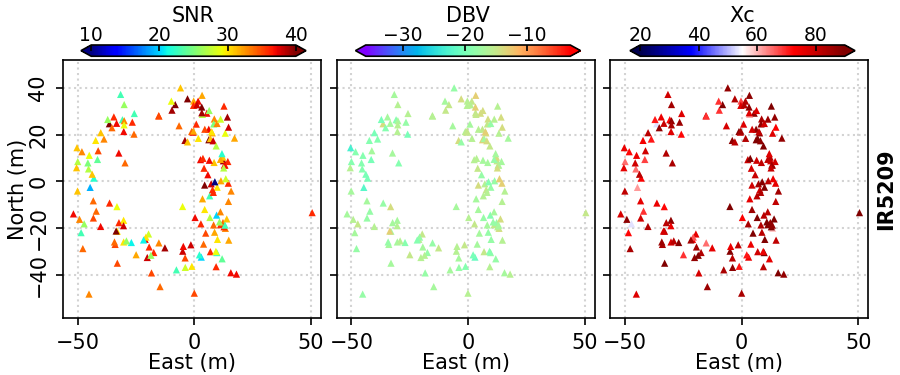 SNR DBV Xc
10 20 30 40 −30 −20 −10 20 40 60 80
40
20
0
−20
−40
North (m)
IR5209
−50 0 50 −50 0 50 −50 0 50
East (m) East (m) East (m)